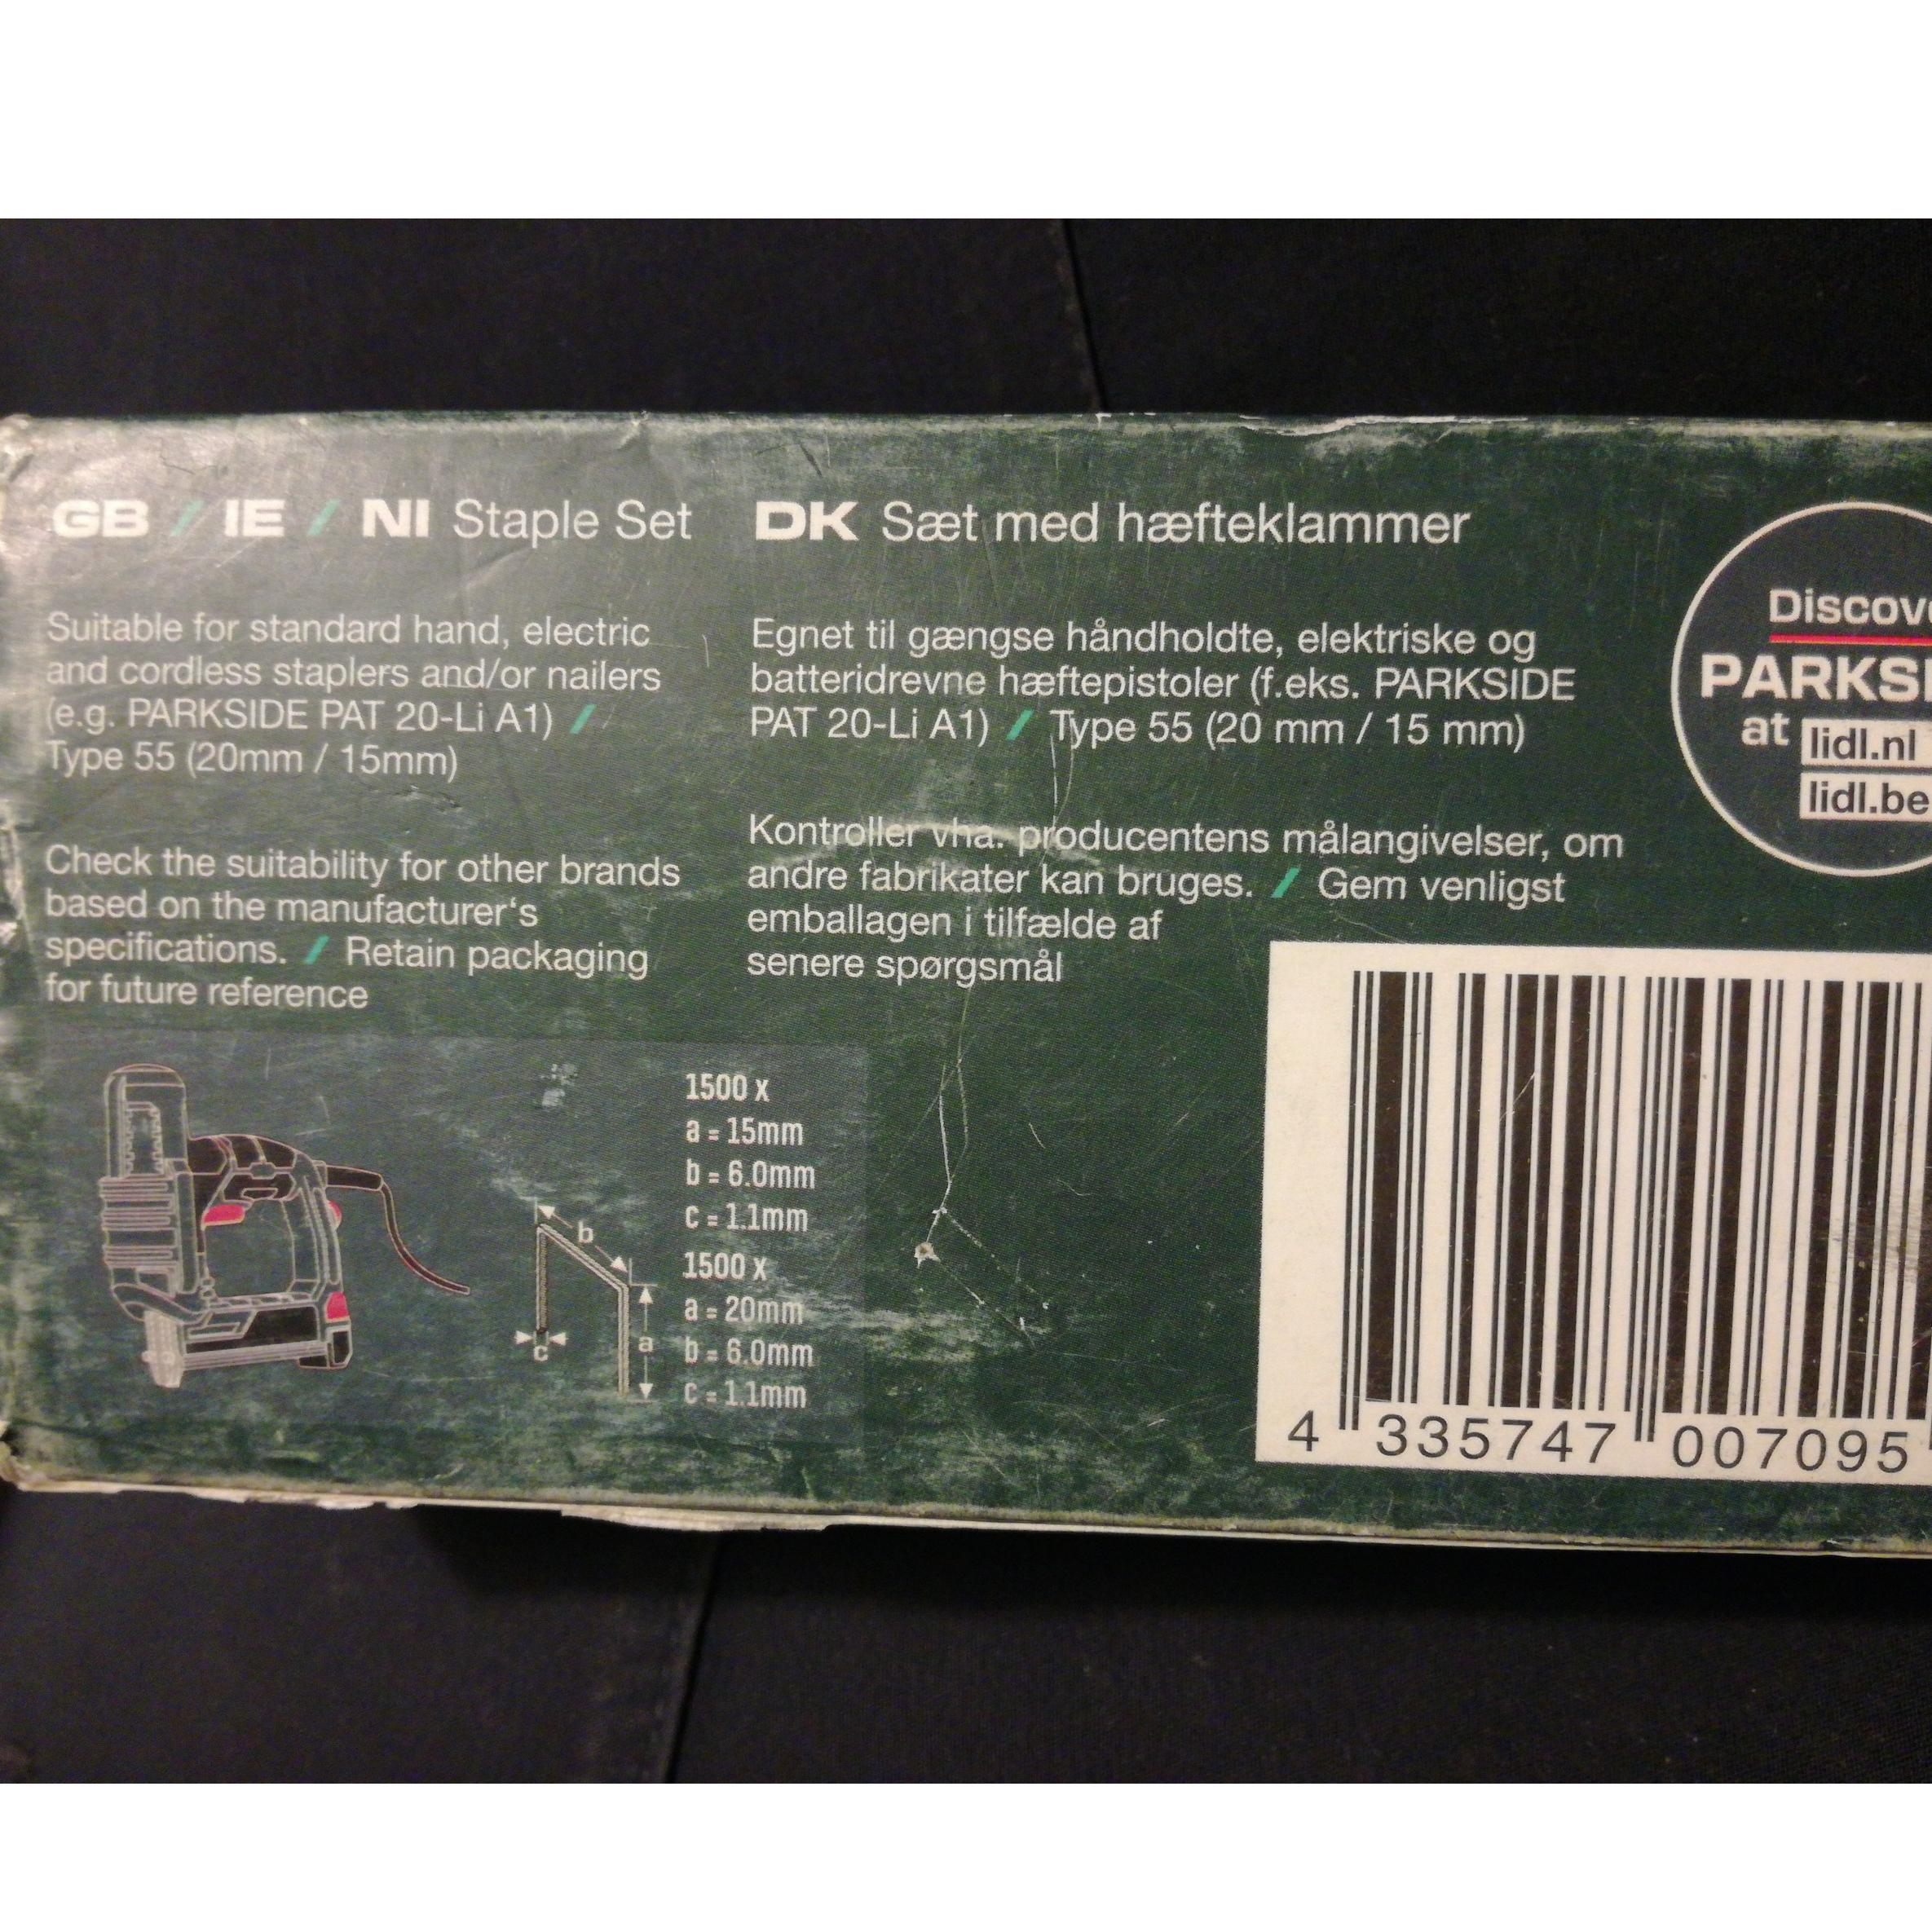 GB / IE / NI Staple Set
Suitable for standard hand, electric
and cordless staplers and/or nailers
(e.g. PARKSIDE PAT 20-Li A1) /
Type 55 (20mm / 15mm)
Check the suitability for other brands
based on the manufacturer‘s
specifications. / Retain packaging
for future reference
DK Sæt med hæfteklammer
Egnet til gængse håndholdte, elektriske og
batteridrevne hæftepistoler (f.eks. PARKSIDE
PAT 20-Li A1) / Type 55 (20 mm / 15 mm)
Kontroller vha. producentens målangivelser, om
andre fabrikater kan bruges. / Gem venligst
emballagen i tilfælde af
senere spørgsmål
Discov
PARKSI
at lidl.nl
lidl.be
1500 x
a = 15mm
b = 6.0mm
c = 1.1mm
1500 x
a = 20mm
b = 6.0mm
c = 1.1mm
b
a
c
4 335747 007095